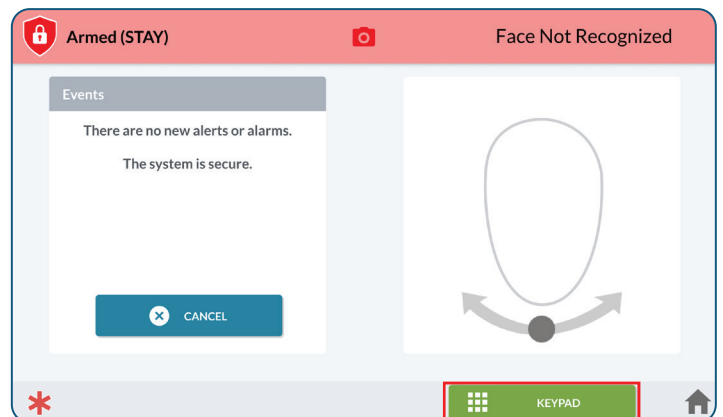 Armed (STAY)
Face Not Recognized
Events
There are no new alerts or alarms.
The system is secure.
CANCEL
KEYPAD